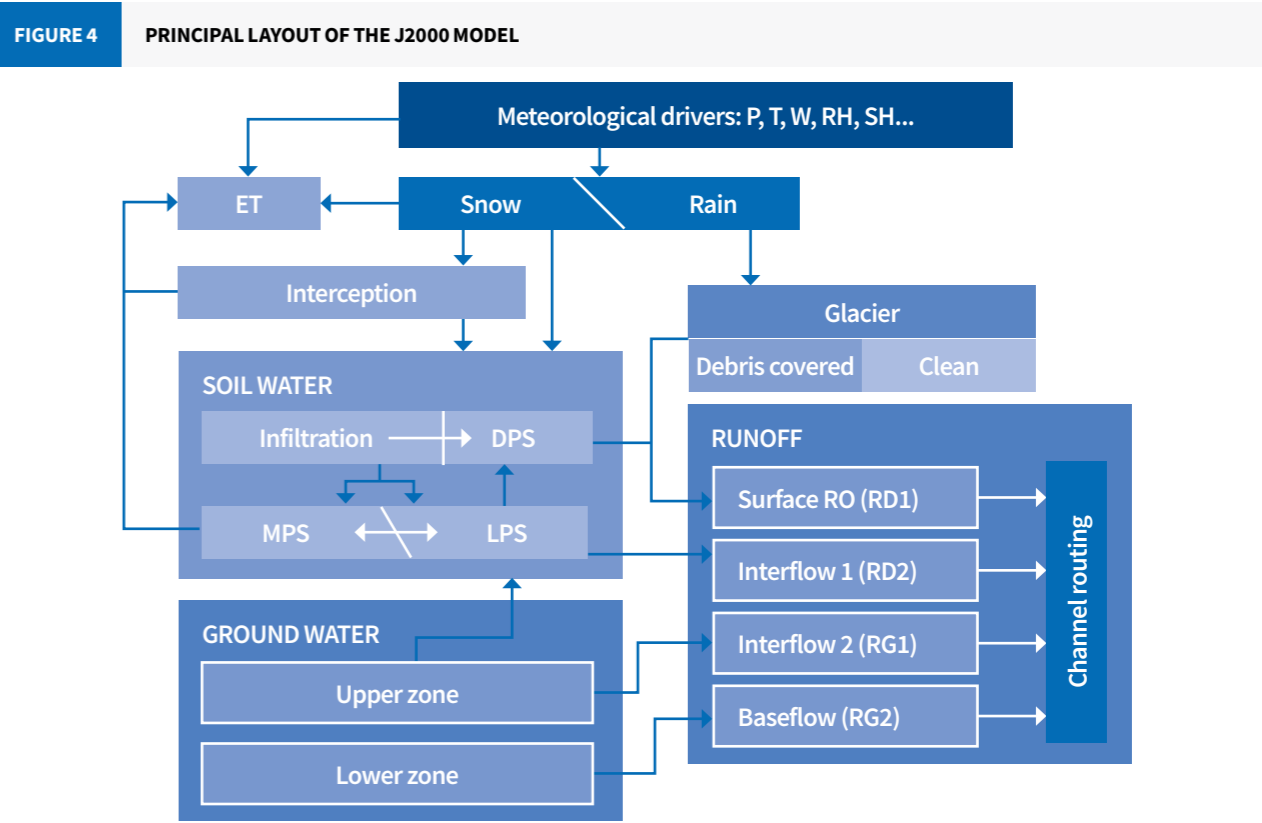 FIGURE 4
PRINCIPAL LAYOUT OF THE J2000 MODEL
Meteorological drivers: P, T, W, RH, SH...
ET
Snow
Rain
Interception
Glacier
Debris covered
Clean
SOIL WATER
Infiltration
DPS
MPS
LPS
GROUND WATER
Upper zone
Lower zone
RUNOFF
Surface RO (RD1)
Interflow 1 (RD2)
Interflow 2 (RG1)
Baseflow (RG2)
Channel routing